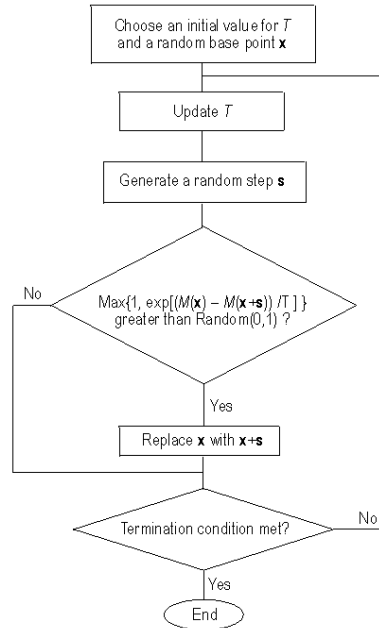 Choose an initial value for T
and a random base point x
Update T
Generate a random step s
No
Max{1, exp[(M(x) – M(x+s)) /T ] }
greater than Random(0,1) ?
Yes
Replace x with x+s
Termination condition met?
No
Yes
End